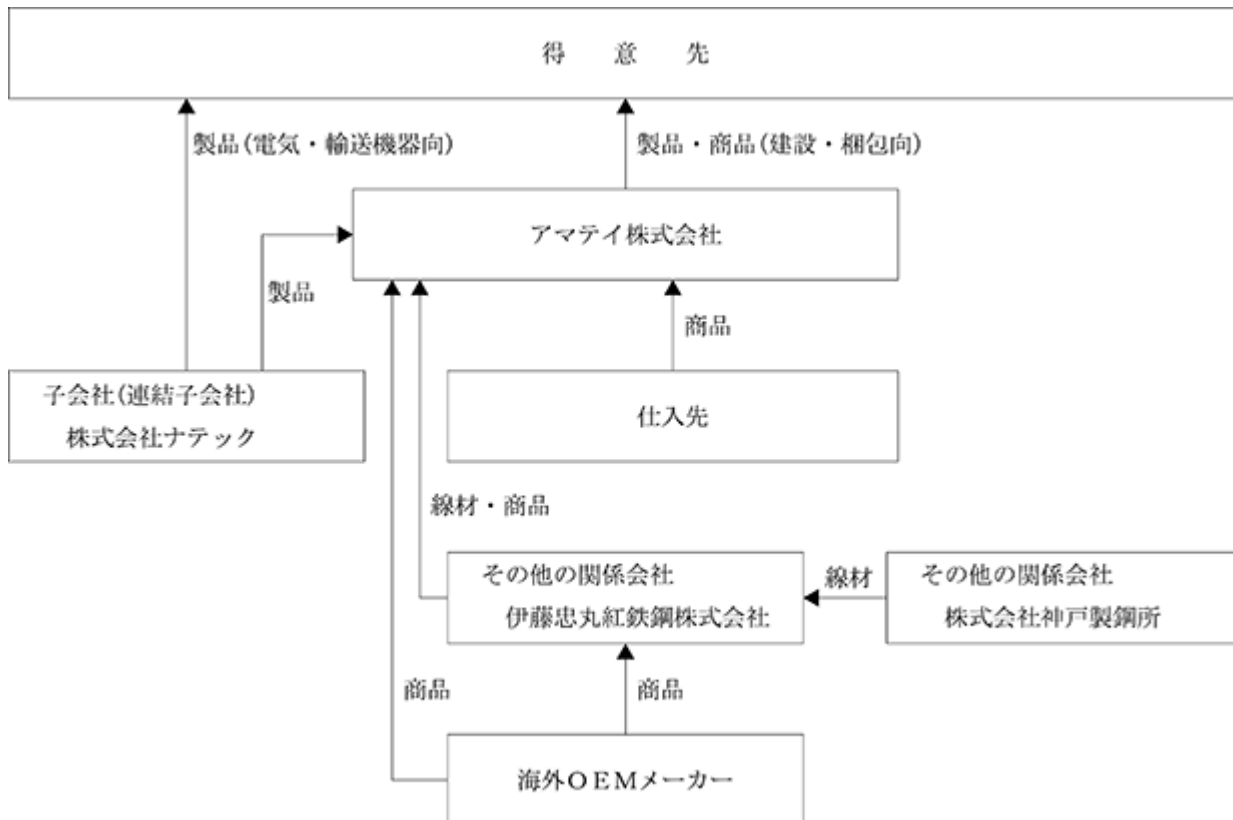 得　意　先
製品(電気・輸送機器向)
製品・商品(建設・梱包向)
アマテイ株式会社
製品
商品
子会社(連結子会社)
株式会社ナテック
仕入先
線材・商品
その他の関係会社
伊藤忠丸紅鉄鋼株式会社
線材
その他の関係会社
株式会社神戸製鋼所
商品
商品
海外ＯＥＭメーカー